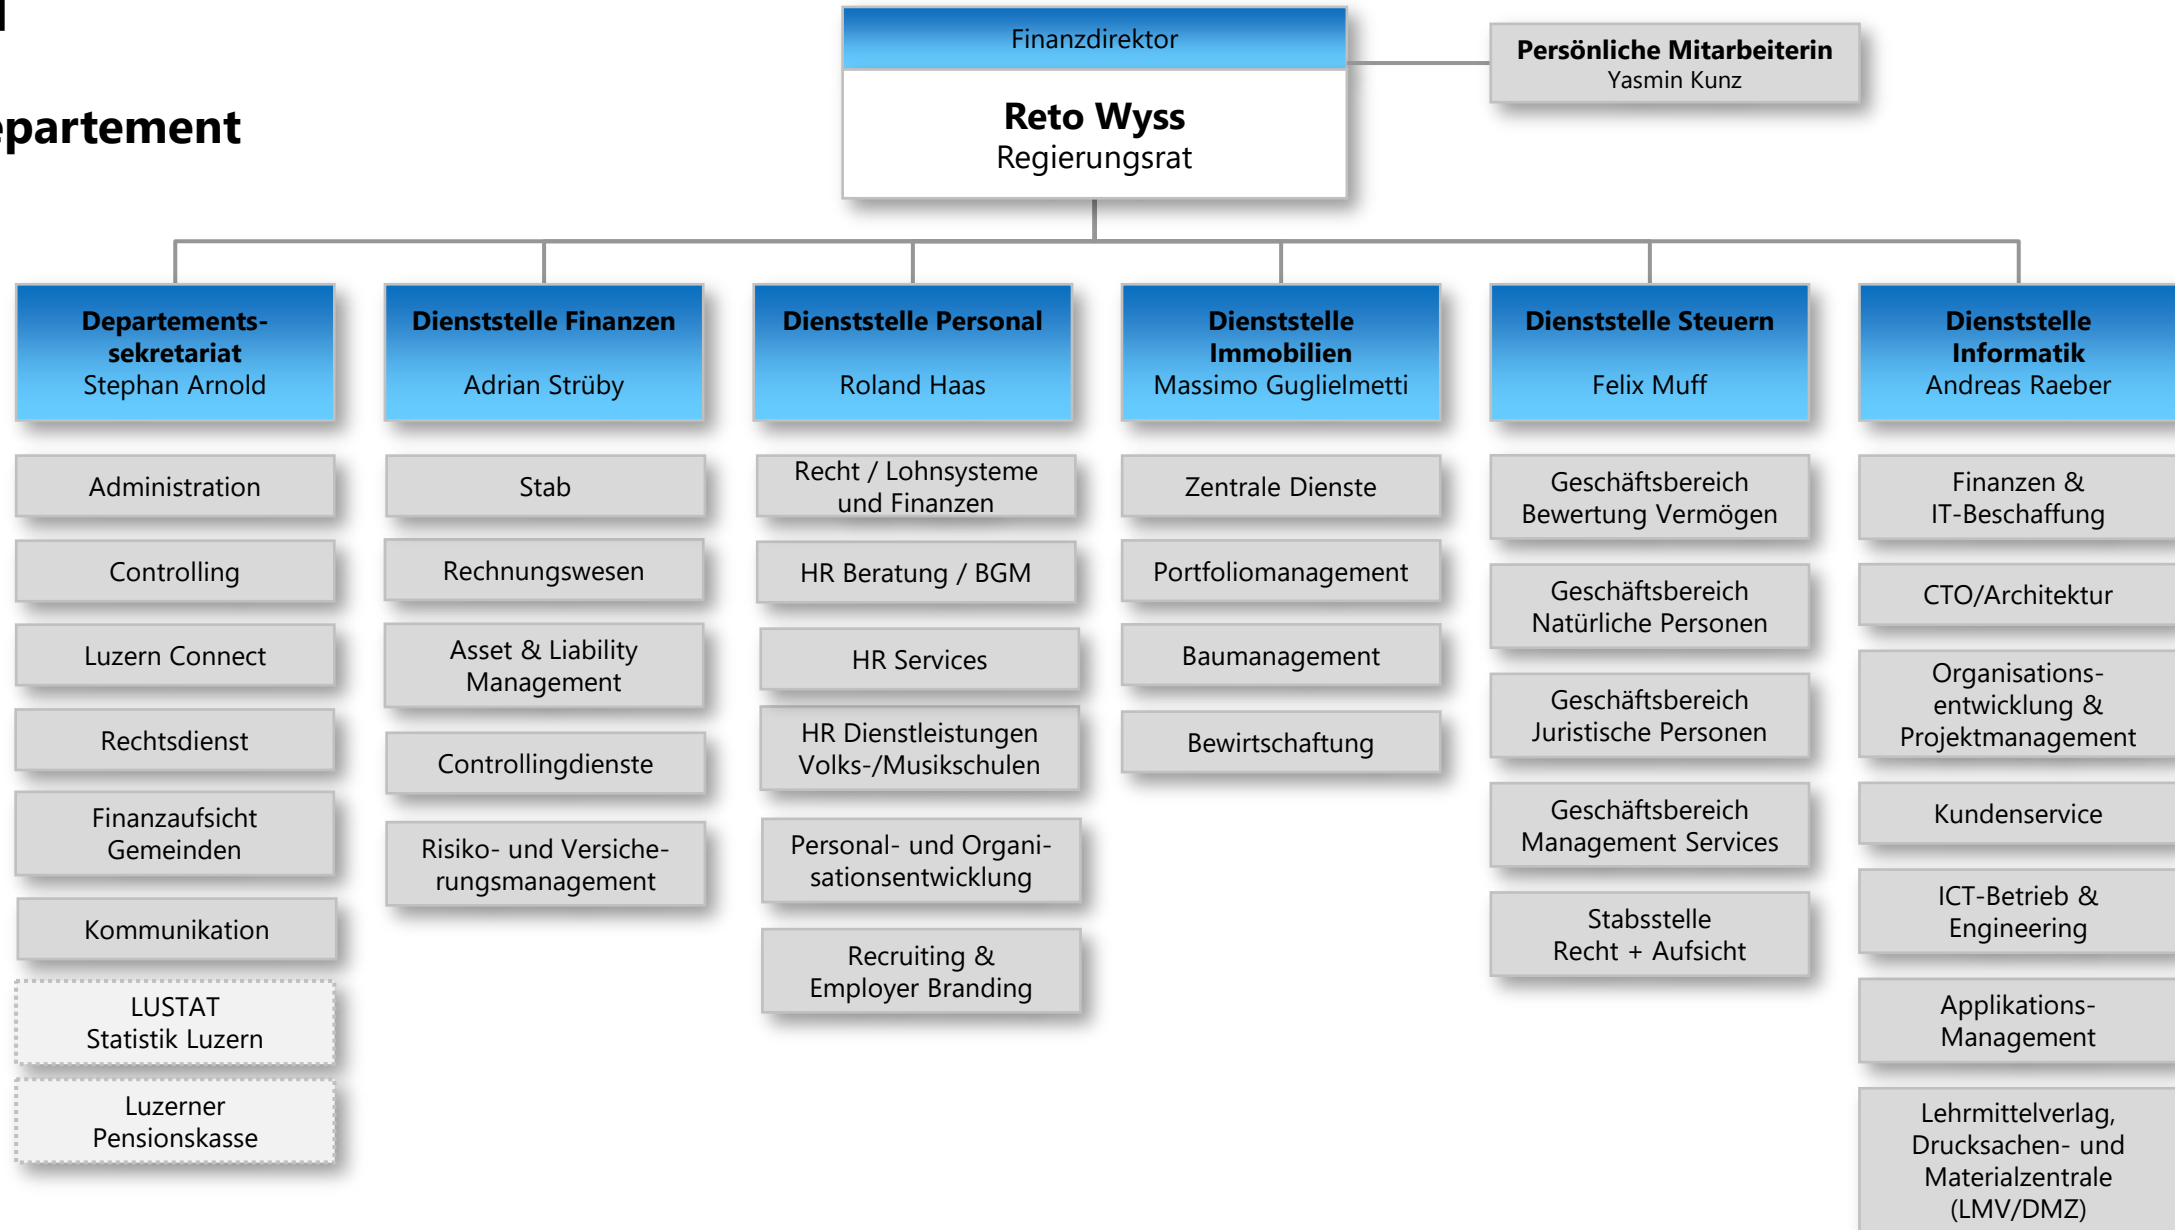 epartement
Finanzdirektor
Reto Wyss
Regierungsrat
Persönliche Mitarbeiterin
Yasmin Kunz
Departements-
sekretariat
Stephan Arnold
Administration
Controlling
Luzern Connect
Rechtsdienst
Finanzaufsicht
Gemeinden
Kommunikation
LUSTAT
Statistik Luzern
Luzerner
Pensionskasse
Dienststelle Finanzen
Adrian Strüby
Stab
Rechnungswesen
Asset & Liability
Management
Controllingdienste
Risiko- und Versiche-
rungsmanagement
Dienststelle Personal
Roland Haas
Recht / Lohnsysteme
und Finanzen
HR Beratung / BGM
HR Services
HR Dienstleistungen
Volks-/Musikschulen
Personal- und Organi-
sationsentwicklung
Recruiting &
Employer Branding
Dienststelle
Immobilien
Massimo Guglielmetti
Zentrale Dienste
Portfoliomanagement
Baumanagement
Bewirtschaftung
Dienststelle Steuern
Felix Muff
Geschäftsbereich
Bewertung Vermögen
Geschäftsbereich
Natürliche Personen
Geschäftsbereich
Juristische Personen
Geschäftsbereich
Management Services
Stabsstelle
Recht + Aufsicht
Dienststelle
Informatik
Andreas Raeber
Finanzen &
IT-Beschaffung
CTO/Architektur
Organisations-
entwicklung &
Projektmanagement
Kundenservice
ICT-Betrieb &
Engineering
Applikations-
Management
Lehrmittelverlag,
Drucksachen- und
Materialzentrale
(LMV/DMZ)